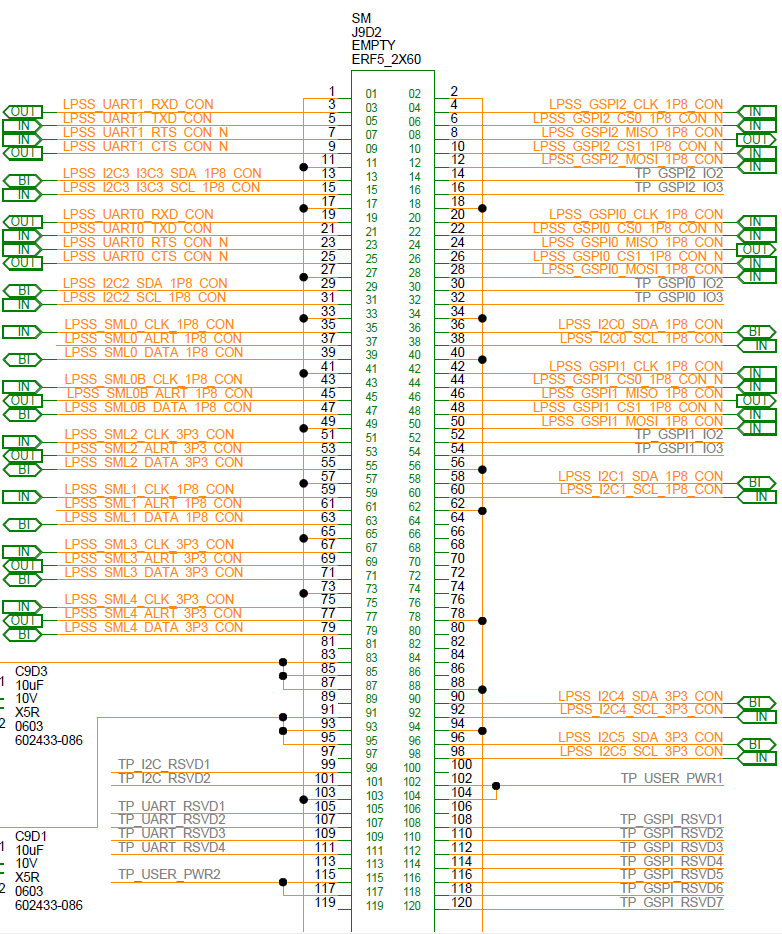 SM
J9D2
EMPTY
ERF5_2X60
1 01 02 2
OUT LPSS_UART1_RXD_CON 3 03 04 4 LPSS_GSPI2_CLK_1P8_CON IN
IN LPSS_UART1_TXD_CON 5 05 06 6 LPSS_GSPI2_CS0_1P8_CON_N IN
IN LPSS_UART1_RTS_CON_N 7 07 08 8 LPSS_GSPI2_MISO_1P8_CON OUT
OUT LPSS_UART1_CTS_CON_N 9 09 10 10 LPSS_GSPI2_CS1_1P8_CON_N IN
11 11 12 12 LPSS_GSPI2_MOSI_1P8_CON IN
BI LPSS_I2C3_I3C3_SDA_1P8_CON 13 13 14 14 TP_GSPI2_IO2
IN LPSS_I2C3_I3C3_SCL_1P8_CON 15 15 16 16 TP_GSPI2_IO3
17 17 18 18
OUT LPSS_UART0_RXD_CON 19 19 20 20 LPSS_GSPI0_CLK_1P8_CON IN
IN LPSS_UART0_TXD_CON 21 21 22 22 LPSS_GSPI0_CS0_1P8_CON_N IN
IN LPSS_UART0_RTS_CON_N 23 23 24 24 LPSS_GSPI0_MISO_1P8_CON OUT
OUT LPSS_UART0_CTS_CON_N 25 25 26 26 LPSS_GSPI0_CS1_1P8_CON_N IN
27 27 28 28 LPSS_GSPI0_MOSI_1P8_CON IN
BI LPSS_I2C2_SDA_1P8_CON 29 29 30 30 TP_GSPI0_IO2
IN LPSS_I2C2_SCL_1P8_CON 31 31 32 32 TP_GSPI0_IO3
33 33 34 34
IN LPSS_SML0_CLK_1P8_CON 35 35 36 36 LPSS_I2C0_SDA_1P8_CON BI
LPSS_SML0_ALRT_1P8_CON 37 37 38 38 LPSS_I2C0_SCL_1P8_CON IN
BI LPSS_SML0_DATA_1P8_CON 39 39 40 40
41 41 42 42 LPSS_GSPI1_CLK_1P8_CON IN
IN LPSS_SML0B_CLK_1P8_CON 43 43 44 44 LPSS_GSPI1_CS0_1P8_CON_N IN
OUT LPSS_SML0B_ALRT_1P8_CON 45 45 46 46 LPSS_GSPI1_MISO_1P8_CON OUT
BI LPSS_SML0B_DATA_1P8_CON 47 47 48 48 LPSS_GSPI1_CS1_1P8_CON_N IN
49 49 50 50 LPSS_GSPI1_MOSI_1P8_CON IN
IN LPSS_SML2_CLK_3P3_CON 51 51 52 52 TP_GSPI1_IO2
OUT LPSS_SML2_ALRT_3P3_CON 53 53 54 54 TP_GSPI1_IO3
BI LPSS_SML2_DATA_3P3_CON 55 55 56 56
57 57 58 58 LPSS_I2C1_SDA_1P8_CON BI
IN LPSS_SML1_CLK_1P8_CON 59 59 60 60 LPSS_I2C1_SCL_1P8_CON IN
LPSS_SML1_ALRT_1P8_CON 61 61 62 62
BI LPSS_SML1_DATA_1P8_CON 63 63 64 64
65 65 66 66
IN LPSS_SML3_CLK_3P3_CON 67 67 68 68
OUT LPSS_SML3_ALRT_3P3_CON 69 69 70 70
BI LPSS_SML3_DATA_3P3_CON 71 71 72 72
73 73 74 74
IN LPSS_SML4_CLK_3P3_CON 75 75 76 76
OUT LPSS_SML4_ALRT_3P3_CON 77 77 78 78
BI LPSS_SML4_DATA_3P3_CON 79 79 80 80
81 81 82 82
83 83 84 84
85 85 86 86
87 87 88 88
89 89 90 90 LPSS_I2C4_SDA_3P3_CON BI
91 91 92 92 LPSS_I2C4_SCL_3P3_CON IN
93 93 94 94
95 95 96 96 LPSS_I2C5_SDA_3P3_CON BI
97 97 98 98 LPSS_I2C5_SCL_3P3_CON IN
TP_I2C_RSVD1 99 99 100 100
TP_I2C_RSVD2 101 101 102 102 TP_USER_PWR1
103 103 104 104
TP_UART_RSVD1 105 105 106 106
TP_UART_RSVD2 107 107 108 108 TP_GSPI_RSVD1
TP_UART_RSVD3 109 109 110 110 TP_GSPI_RSVD2
TP_UART_RSVD4 111 111 112 112 TP_GSPI_RSVD3
113 113 114 114 TP_GSPI_RSVD4
TP_USER_PWR2 115 115 116 116 TP_GSPI_RSVD5
117 117 118 118 TP_GSPI_RSVD6
119 119 120 120 TP_GSPI_RSVD7
C9D3
1 10uF
10V
X5R
2 0603
602433-086
C9D1
1 10uF
10V
X5R
2 0603
602433-086